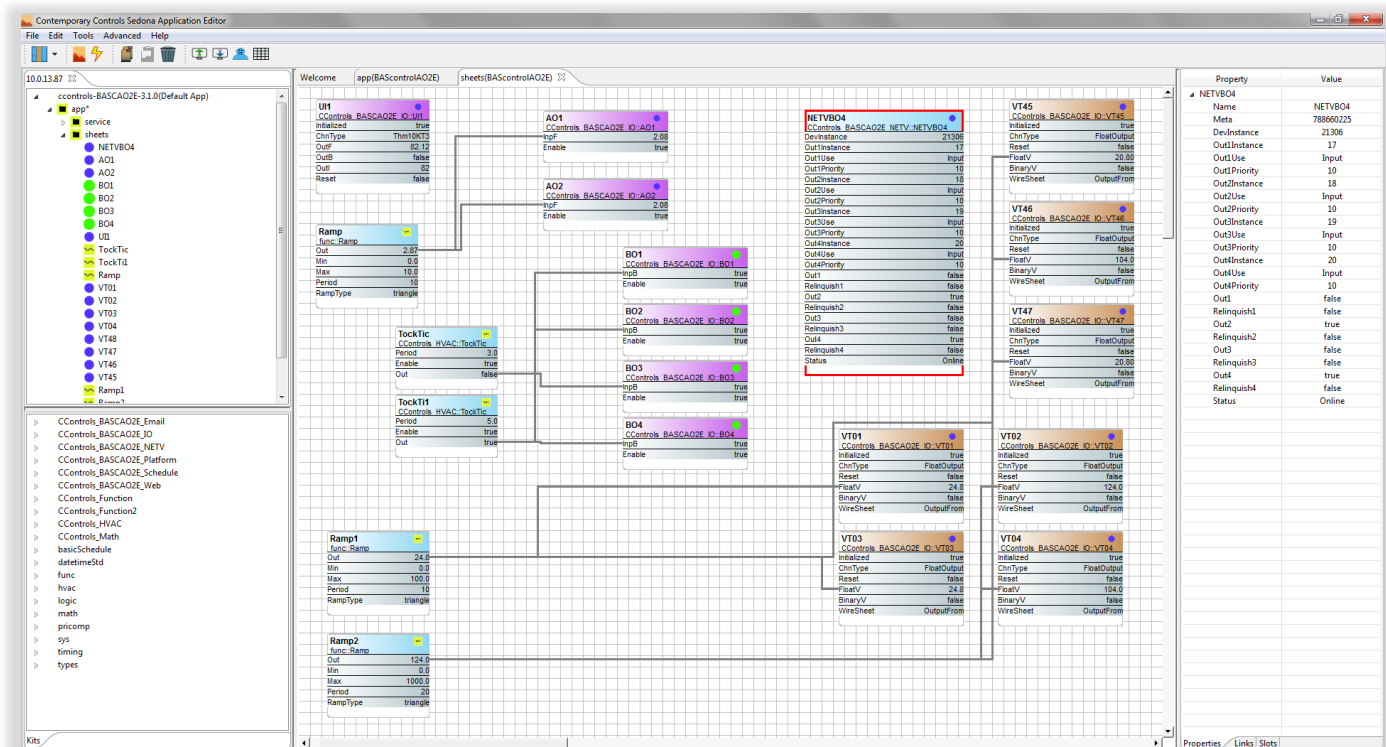 Contemporary Controls Sedona Application Editor
File Edit Tools Advanced Help
10.0.13.87
ccontrols-BASCAO2E-3.1.0(Default App)
app*
service
sheets
NETVBO4
AO1
AO2
BO1
BO2
BO3
BO4
UI1
TockTic
TockTi1
Ramp
VT01
VT02
VT03
VT04
VT48
VT47
VT46
VT45
Ramp1
Ramp2
CControls_BASCAO2E_Email
CControls_BASCAO2E_IO
CControls_BASCAO2E_NETV
CControls_BASCAO2E_Platform
CControls_BASCAO2E_Schedule
CControls_BASCAO2E_Web
CControls_Function
CControls_Function2
CControls_HVAC
CControls_Math
basicSchedule
datetimeStd
func
hvac
logic
math
pricomp
sys
timing
types
Kits
Welcome app(BAScontrolAO2E) sheets(BAScontrolAO2E)
UI1
CControls_BASCAO2E_IO::UI1
Initialized true
ChnType Thm10KT3
OutF 82.12
OutB false
OutI 82
Reset false
Ramp
func::Ramp
Out 2.87
Min 0.0
Max 10.0
Period 10
RampType triangle
AO1
CControls_BASCAO2E_IO::AO1
InpF 2.08
Enable true
AO2
CControls_BASCAO2E_IO::AO2
InpF 2.08
Enable true
TockTic
CControls_HVAC::TockTic
Period 3.0
Enable true
Out false
TockTi1
CControls_HVAC::TockTic
Period 5.0
Enable true
Out true
BO1
CControls_BASCAO2E_IO::BO1
InpB true
Enable true
BO2
CControls_BASCAO2E_IO::BO2
InpB true
Enable true
BO3
CControls_BASCAO2E_IO::BO3
InpB true
Enable true
BO4
CControls_BASCAO2E_IO::BO4
InpB true
Enable true
NETVBO4
CControls_BASCAO2E_NETV::NETVBO4
DevInstance 21306
Out1Instance 17
Out1Use Input
Out1Priority 10
Out2Instance 18
Out2Use Input
Out2Priority 10
Out3Instance 19
Out3Use Input
Out3Priority 10
Out4Instance 20
Out4Use Input
Out4Priority 10
Out1 false
Relinquish1 false
Out2 true
Relinquish2 false
Out3 false
Relinquish3 false
Out4 true
Relinquish4 false
Status Online
VT45
CControls_BASCAO2E_IO::VT45
Initialized true
ChnType FloatOutput
Reset false
FloatV 20.80
BinaryV false
WireSheet OutputFrom
VT46
CControls_BASCAO2E_IO::VT46
Initialized true
ChnType FloatOutput
Reset false
FloatV 104.0
BinaryV false
WireSheet OutputFrom
VT47
CControls_BASCAO2E_IO::VT47
Initialized true
ChnType FloatOutput
Reset false
FloatV 20.80
BinaryV false
WireSheet OutputFrom
VT01
CControls_BASCAO2E_IO::VT01
Initialized true
ChnType FloatOutput
Reset false
FloatV 24.8
BinaryV false
WireSheet OutputFrom
VT02
CControls_BASCAO2E_IO::VT02
Initialized true
ChnType FloatOutput
Reset false
FloatV 124.0
BinaryV false
WireSheet OutputFrom
VT03
CControls_BASCAO2E_IO::VT03
Initialized true
ChnType FloatOutput
Reset false
FloatV 24.8
BinaryV false
WireSheet OutputFrom
VT04
CControls_BASCAO2E_IO::VT04
Initialized true
ChnType FloatOutput
Reset false
FloatV 104.0
BinaryV false
WireSheet OutputFrom
Ramp1
func::Ramp
Out 24.8
Min 0.0
Max 100.0
Period 10
RampType triangle
Ramp2
func::Ramp
Out 124.0
Min 0.0
Max 1000.0
Period 20
RampType triangle
Property Value
NETVBO4
Name NETVBO4
Meta 788660225
DevInstance 21306
Out1Instance 17
Out1Use Input
Out1Priority 10
Out2Instance 18
Out2Use Input
Out2Priority 10
Out3Instance 19
Out3Use Input
Out3Priority 10
Out4Instance 20
Out4Use Input
Out4Priority 10
Out1 false
Relinquish1 false
Out2 true
Relinquish2 false
Out3 false
Relinquish3 false
Out4 true
Relinquish4 false
Status Online
Properties Links Slots